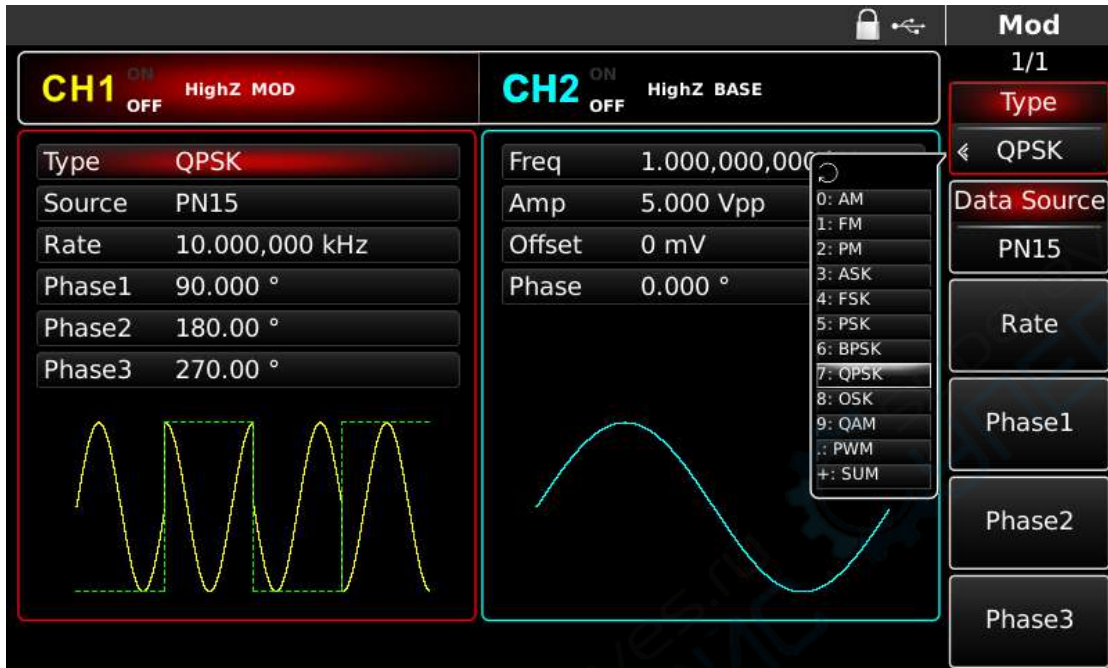 Mod
1/1
CH1 ON OFF HighZ MOD
CH2 ON OFF HighZ BASE
Type QPSK
Source PN15
Rate 10.000,000 kHz
Phase1 90.000 °
Phase2 180.00 °
Phase3 270.00 °
Freq 1.000,000,000
Amp 5.000 Vpp
Offset 0 mV
Phase 0.000 °
0: AM
1: FM
2: PM
3: ASK
4: FSK
5: PSK
6: BPSK
7: QPSK
8: OSK
9: QAM
.: PWM
+: SUM
Type
QPSK
Data Source
PN15
Rate
Phase1
Phase2
Phase3